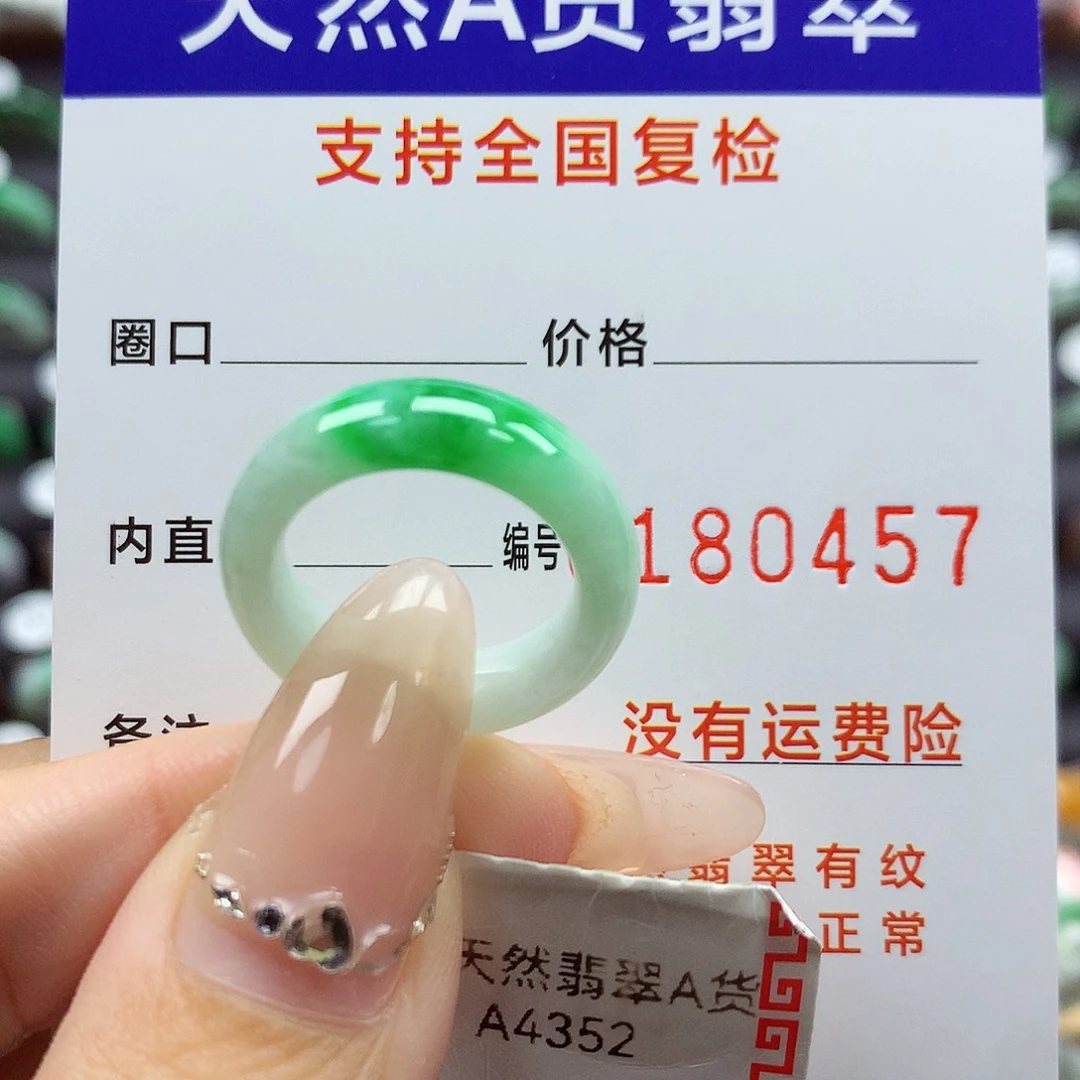 天然A货翡翠
支持全国复检
圈口 价格
内直 编号 180457
备注 没有运费险
翡翠有纹
正常
天然翡翠A货
A4352